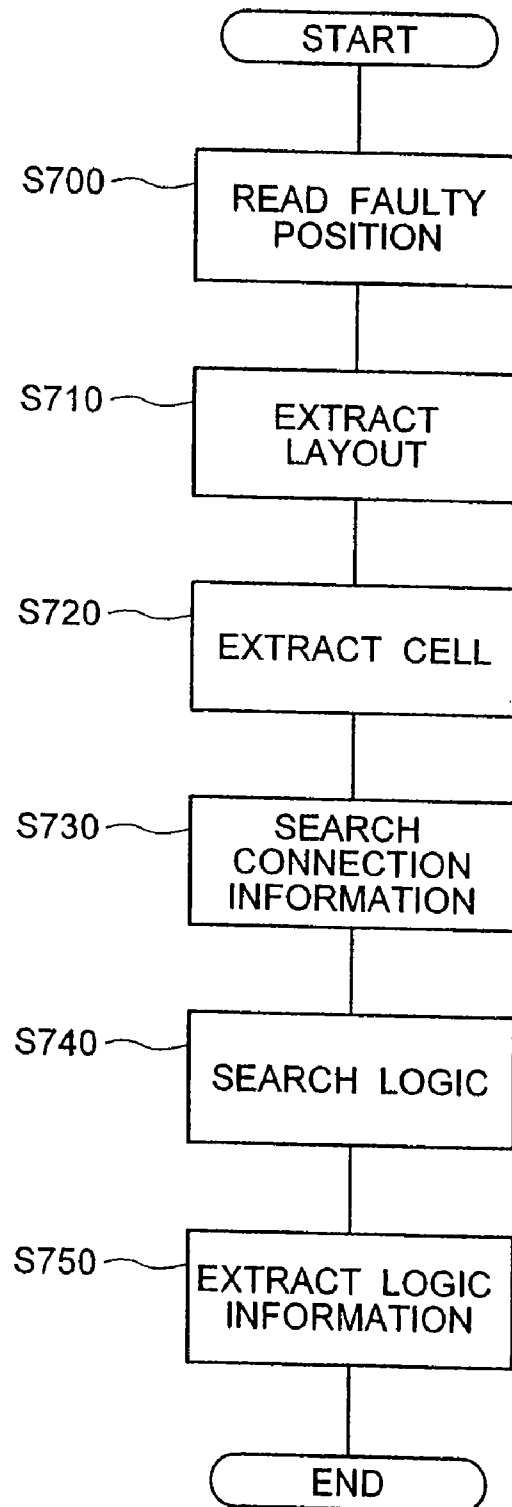 START
S700
READ FAULTY
POSITION
S710
EXTRACT
LAYOUT
S720
EXTRACT CELL
S730
SEARCH
CONNECTION
INFORMATION
S740
SEARCH LOGIC
S750
EXTRACT LOGIC
INFORMATION
END